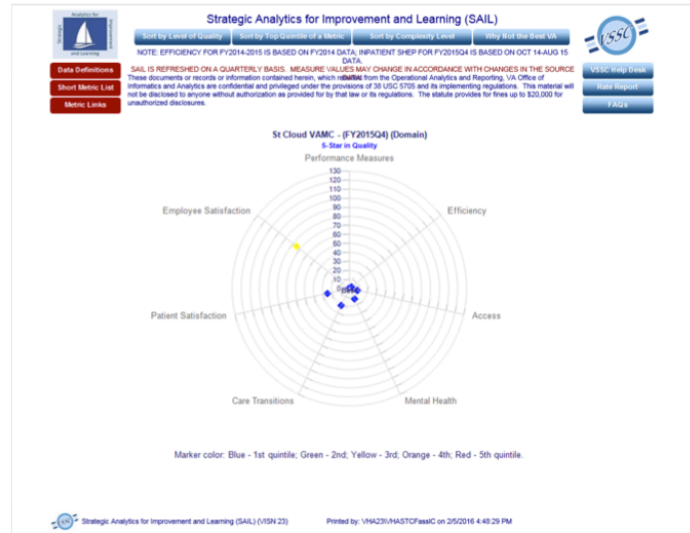 Analytics for
Strategic
Improvement
and Learning
Strategic Analytics for Improvement and Learning (SAIL)
Sort by Level of Quality
Sort by Top Quintile of a Metric
Sort by Complexity Level
Why Not the Best VA
VSSC
NOTE: EFFICIENCY FOR FY2014-2015 IS BASED ON FY2014 DATA; INPATIENT SHEP FOR FY2015Q4 IS BASED ON OCT 14-AUG 15
DATA.
SAIL IS REFRESHED ON A QUARTERLY BASIS. MEASURE VALUES MAY CHANGE IN ACCORDANCE WITH CHANGES IN THE SOURCE
DATA.
These documents or records or information contained herein, which from the Operational Analytics and Reporting, VA Office of
Informatics and Analytics are confidential and privileged under the provisions of 38 USC 5705 and its implementing regulations. This material will
not be disclosed to anyone without authorization as provided for by that law or its regulations. The statute provides for fines up to $20,000 for
unauthorized disclosures.
Data Definitions
Short Metric List
Metric Links
VSSC Help Desk
Rate Report
FAQs
St Cloud VAMC - (FY2015Q4) (Domain)
5-Star in Quality
Performance Measures
130
120
110
100
90
80
70
60
50
40
30
20
10
0
Employee Satisfaction
Efficiency
Patient Satisfaction
Access
Care Transitions
Mental Health
Marker color: Blue - 1st quintile; Green - 2nd; Yellow - 3rd; Orange - 4th; Red - 5th quintile.
Strategic Analytics for Improvement and Learning (SAIL) (VISN 23)
Printed by: VHA23\VHASTCFasslC on 2/5/2016 4:48:29 PM